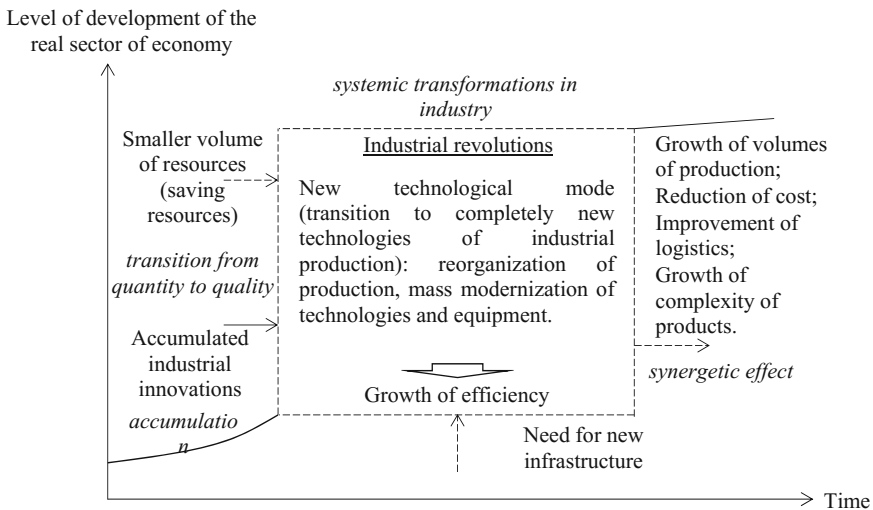 Level of development of the
real sector of economy
systemic transformations in
industry
Smaller volume
of resources
(saving
resources)
transition from
quantity to quality
Accumulated
industrial
innovations
accumulatio
n
Industrial revolutions
New technological mode
(transition to completely new
technologies of industrial
production): reorganization of
production, mass modernization of
technologies and equipment.
Growth of efficiency
Need for new
infrastructure
Growth of volumes
of production;
Reduction of cost;
Improvement of
logistics;
Growth of
complexity of
products.
synergetic effect
Time